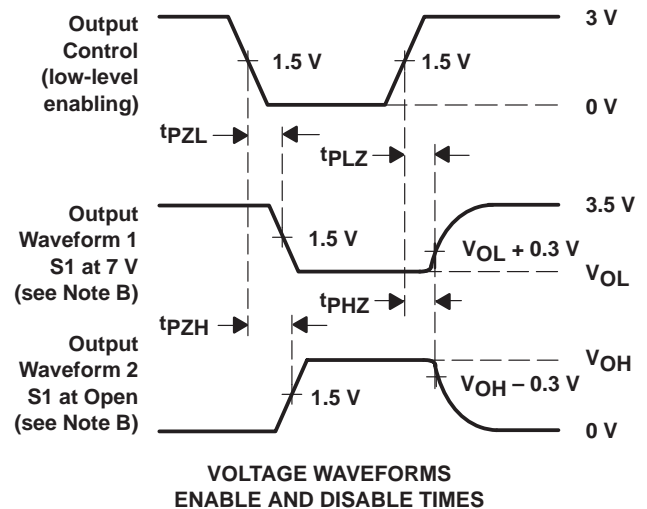 Output
Control
(low-level
enabling)
1.5 V
1.5 V
3 V
0 V
tPZL
tPLZ
Output
Waveform 1
S1 at 7 V
(see Note B)
1.5 V
3.5 V
VOL + 0.3 V
VOL
tPZH
tPHZ
Output
Waveform 2
S1 at Open
(see Note B)
1.5 V
VOH
VOH – 0.3 V
0 V
VOLTAGE WAVEFORMS
ENABLE AND DISABLE TIMES